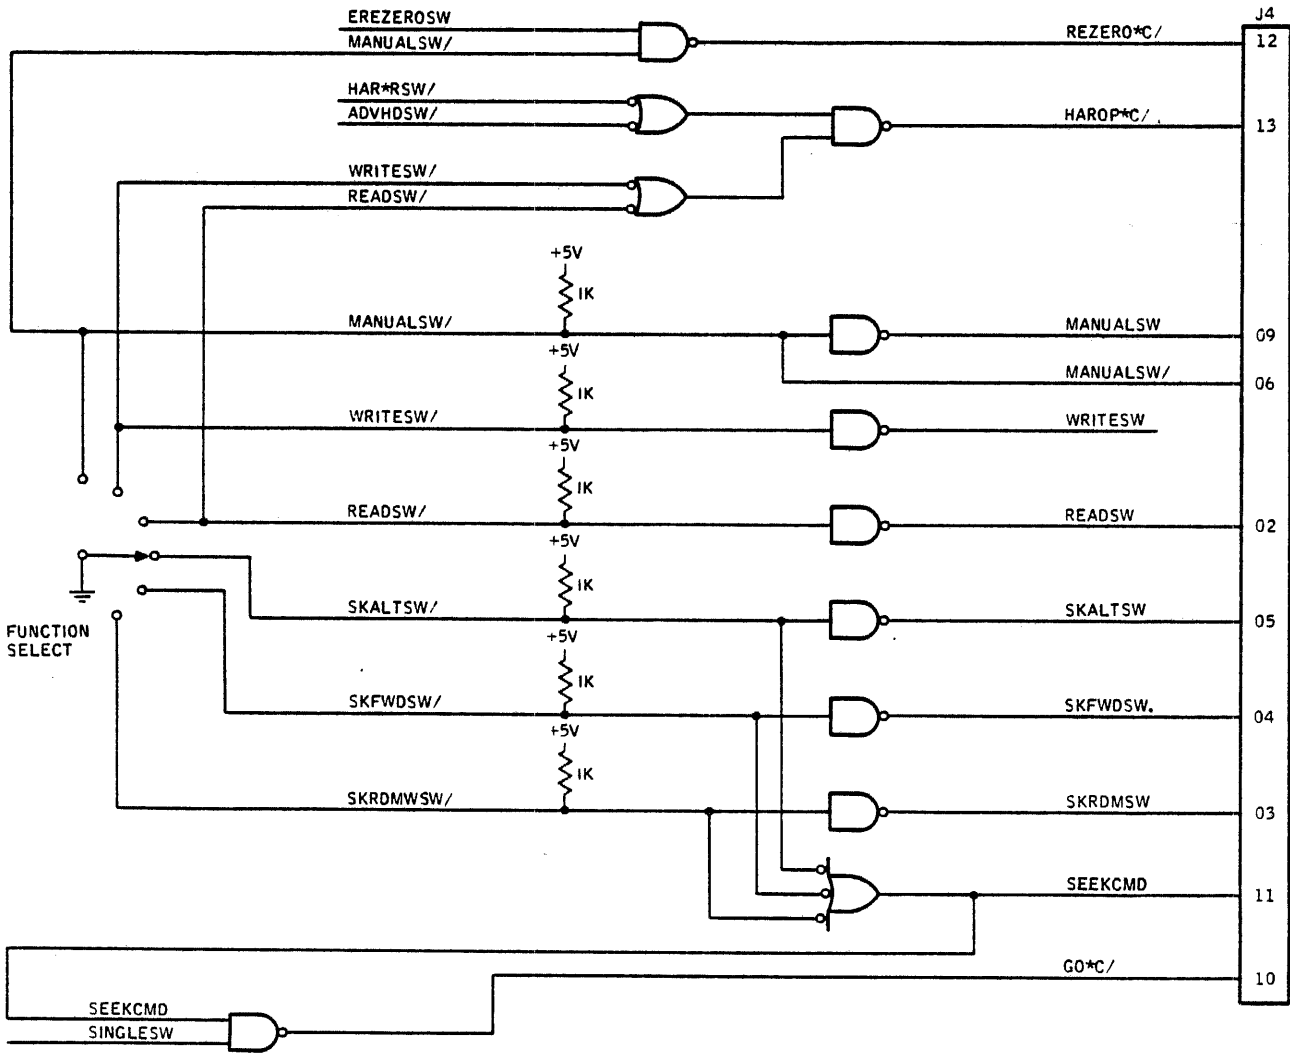 J4
EREZEROSW
MANUALSW/
REZERO*C/
12
HAR*RSW/
ADVHDSW/
HAROP*C/
13
WRITESW/
READSW/
+5V
1K
MANUALSW/
MANUALSW
09
+5V
MANUALSW/
06
1K
WRITESW/
WRITESW
+5V
1K
READSW/
READSW
02
+5V
1K
SKALTSW/
SKALTSW
05
FUNCTION
SELECT
+5V
1K
SKFWDSW/
SKFWDSW.
04
+5V
1K
SKRDMWSW/
SKRDMSW
03
SEEKCMD
11
GO*C/
10
SEEKCMD
SINGLESW